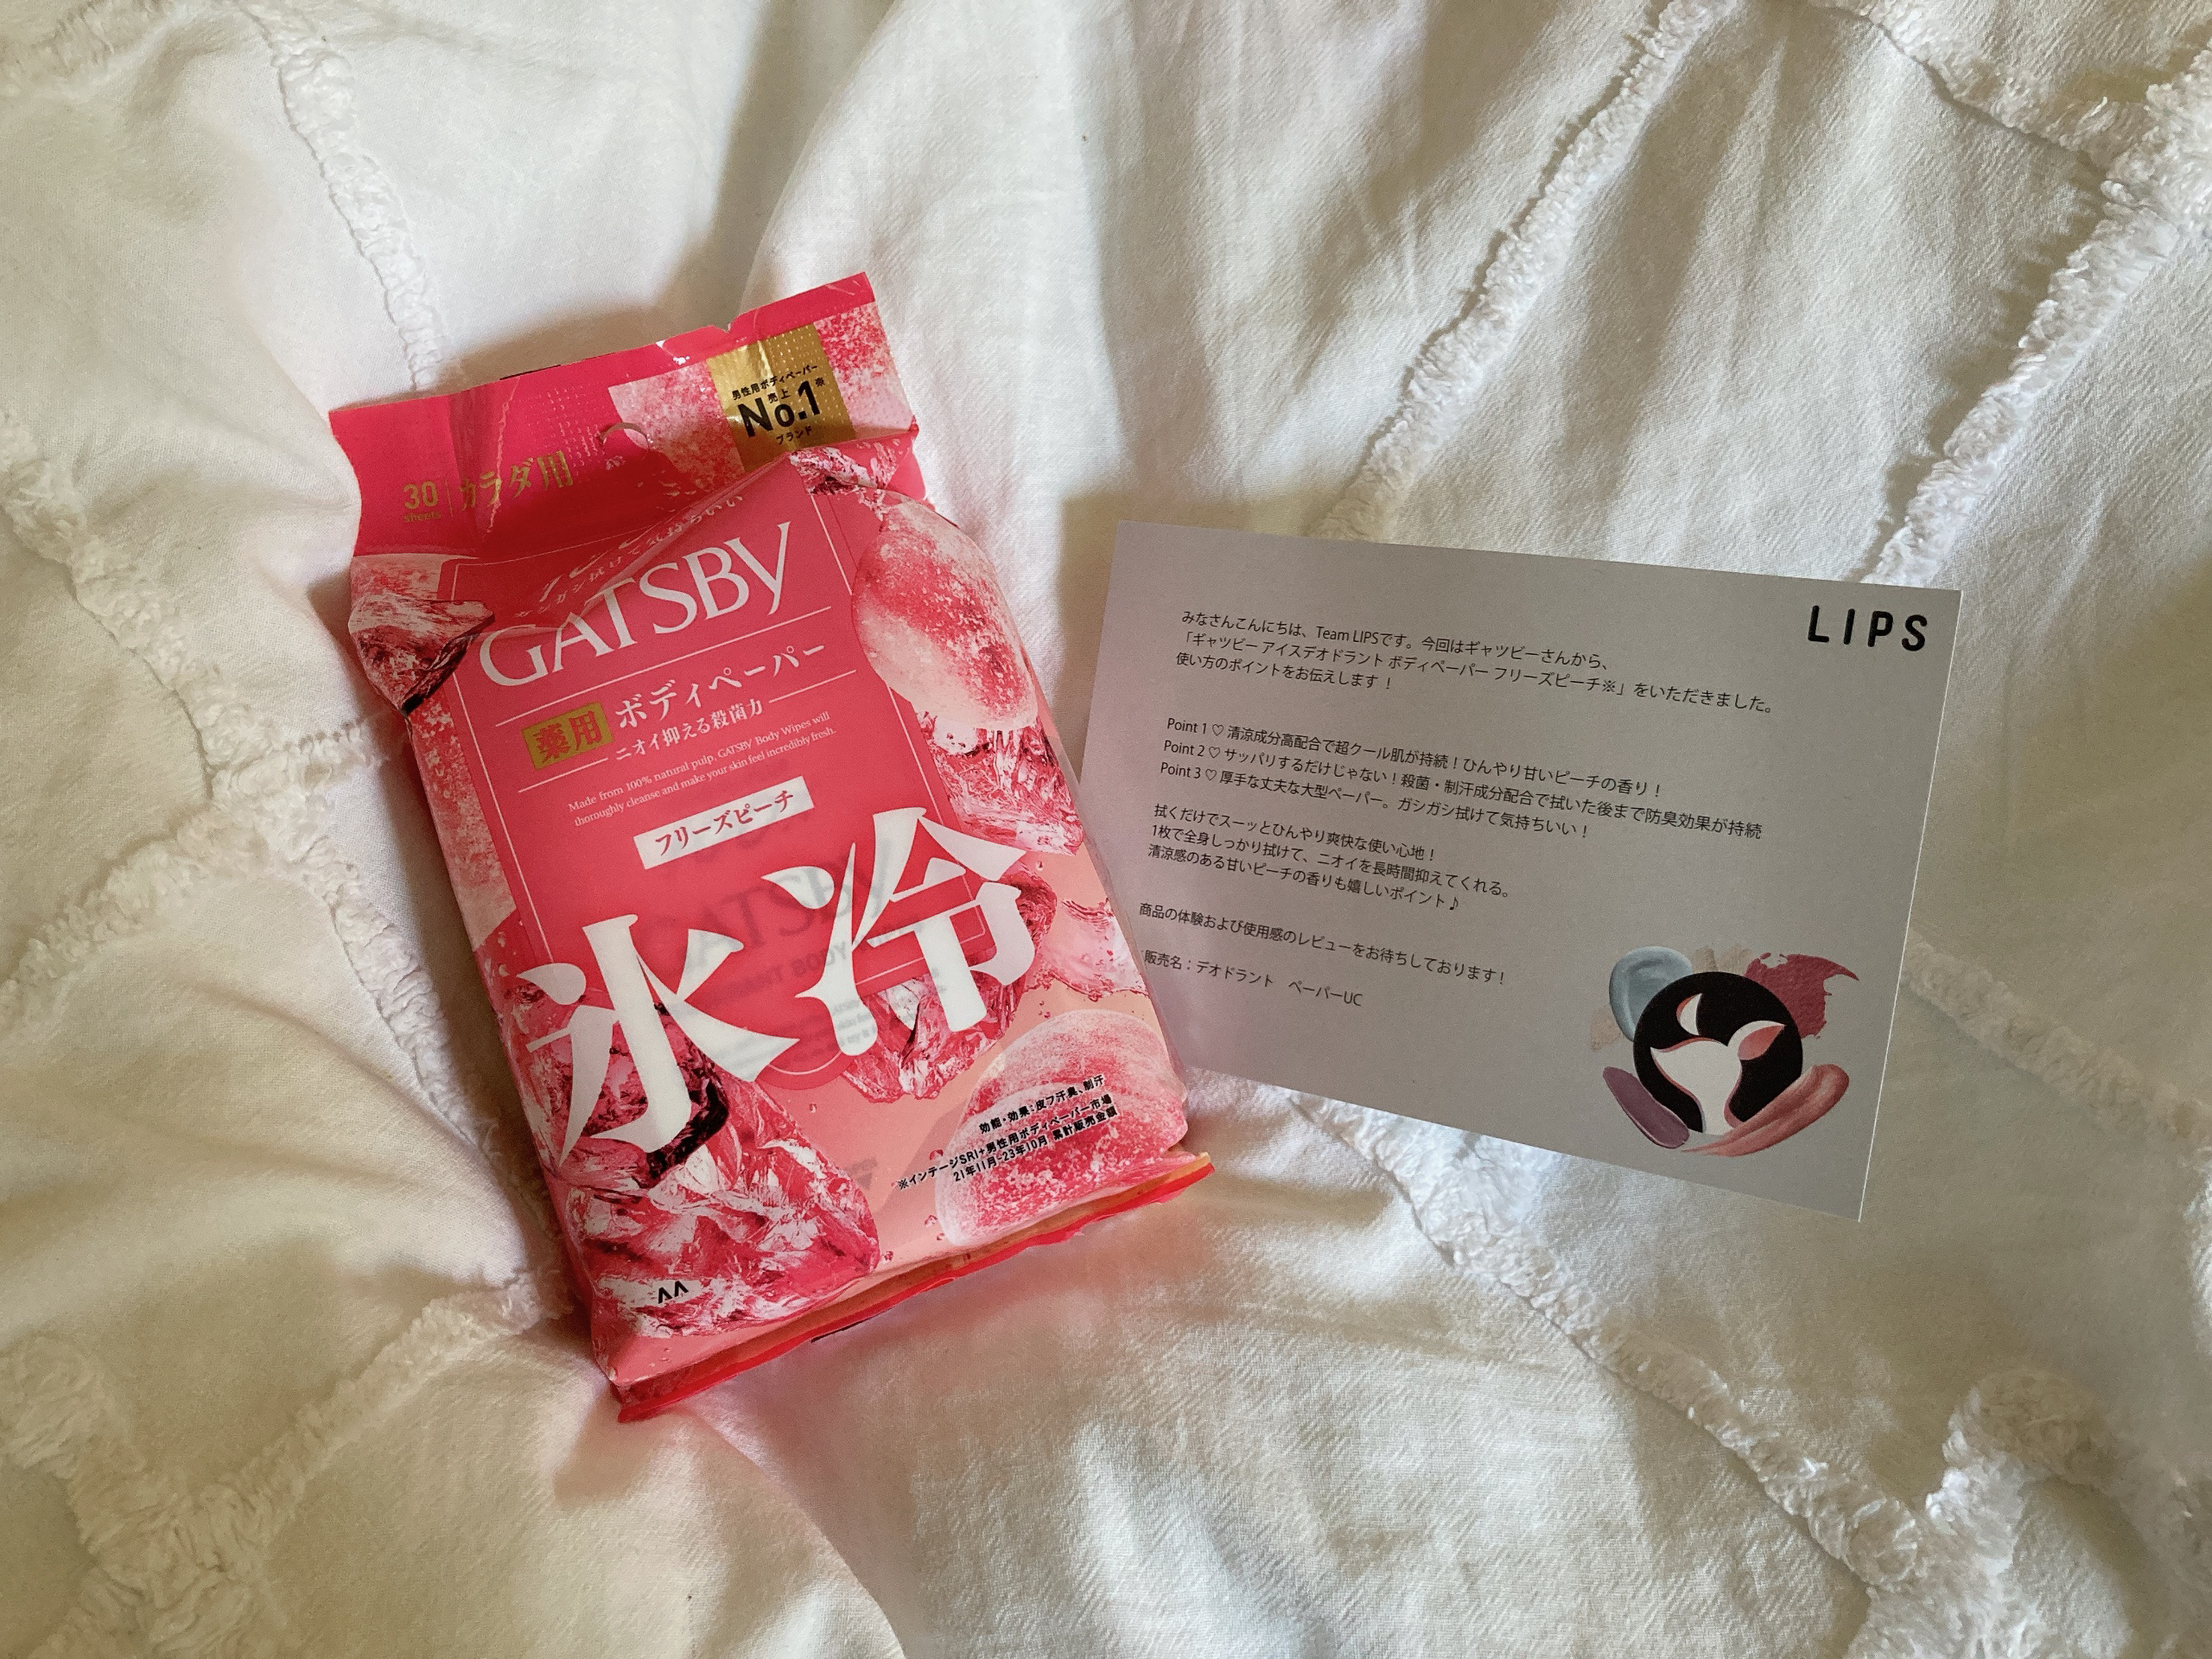 男性用ボディペーパー
売上
No.1※
ブランド
30
sheets
カラダ用
GATSBY
薬用
ボディペーパー
ニオイ抑える殺菌力
Made from 100% natural pulp, GATSBY Body Wipes will
thoroughly cleanse and make your skin feel incredibly fresh.
フリーズピーチ
氷冷
効能・効果:皮フ汗臭、制汗
※インテージSRI+男性用ボディペーパー市場
21年11月-23年10月 累計販売金額
LIPS
みなさんこんにちは、Team LIPSです。今回はギャツビーさんから、
「ギャツビー アイスデオドラント ボディペーパー フリーズピーチ※」をいただきました。
使い方のポイントをお伝えします！
Point 1 ♡ 清涼成分高配合で超クール肌が持続！ひんやり甘いピーチの香り！
Point 2 ♡ サッパリするだけじゃない！殺菌・制汗成分配合で拭いた後まで防臭効果が持続
Point 3 ♡ 厚手な丈夫な大型ペーパー。ガシガシ拭けて気持ちいい！
拭くだけでスーッとひんやり爽快な使い心地！
1枚で全身しっかり拭けて、ニオイを長時間抑えてくれる。
清涼感のある甘いピーチの香りも嬉しいポイント♪
商品の体験および使用感のレビューをお待ちしております！
販売名：デオドラント ペーパーUC